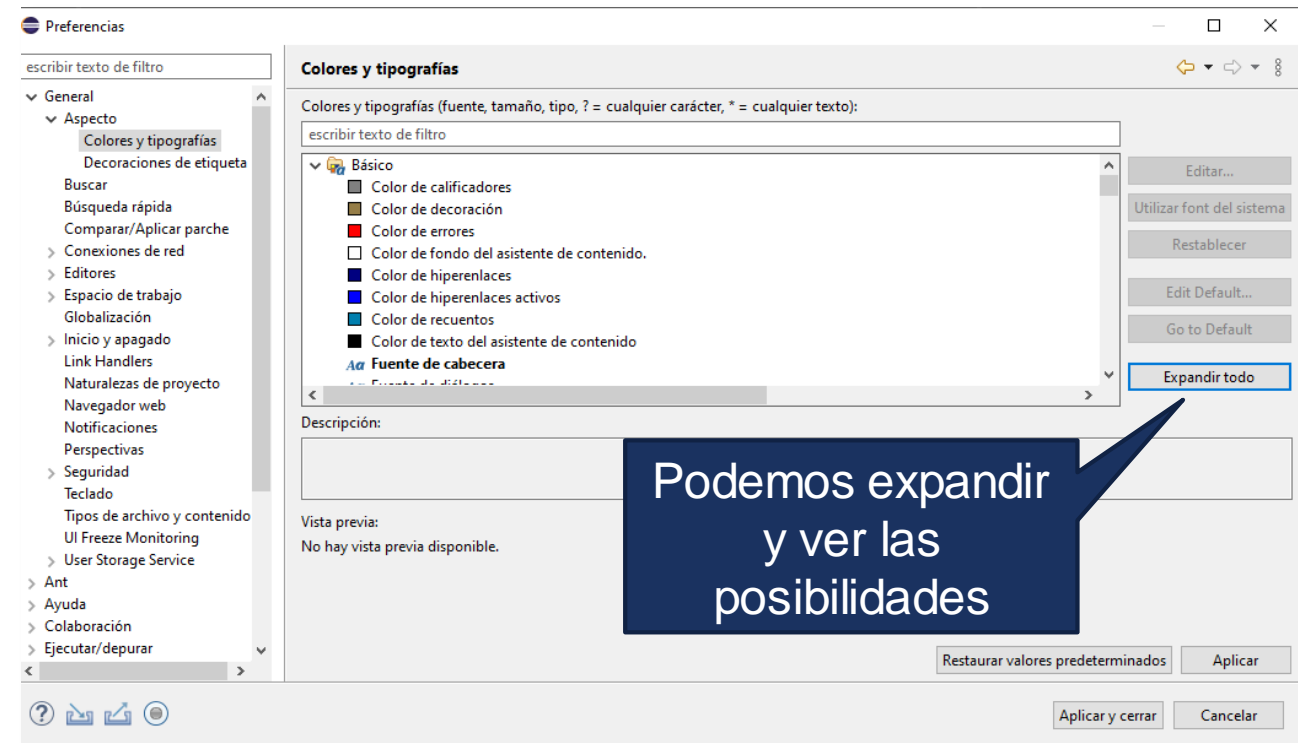 Preferencias
escribir texto de filtro
General
Aspecto
Colores y tipografías
Decoraciones de etiqueta
Buscar
Búsqueda rápida
Comparar/Aplicar parche
Conexiones de red
Editores
Espacio de trabajo
Globalización
Inicio y apagado
Link Handlers
Naturalezas de proyecto
Navegador web
Notificaciones
Perspectivas
Seguridad
Teclado
Tipos de archivo y contenido
UI Freeze Monitoring
User Storage Service
Ant
Ayuda
Colaboración
Ejecutar/depurar
Colores y tipografías
Colores y tipografías (fuente, tamaño, tipo, ? = cualquier carácter, * = cualquier texto):
escribir texto de filtro
Básico
Color de calificadores
Color de decoración
Color de errores
Color de fondo del asistente de contenido.
Color de hiperenlaces
Color de hiperenlaces activos
Color de recuentos
Color de texto del asistente de contenido
Aa Fuente de cabecera
Editar...
Utilizar font del sistema
Restablecer
Edit Default...
Go to Default
Expandir todo
Descripción:
Podemos expandir
y ver las
posibilidades
Vista previa:
No hay vista previa disponible.
Restaurar valores predeterminados
Aplicar
Aplicar y cerrar
Cancelar